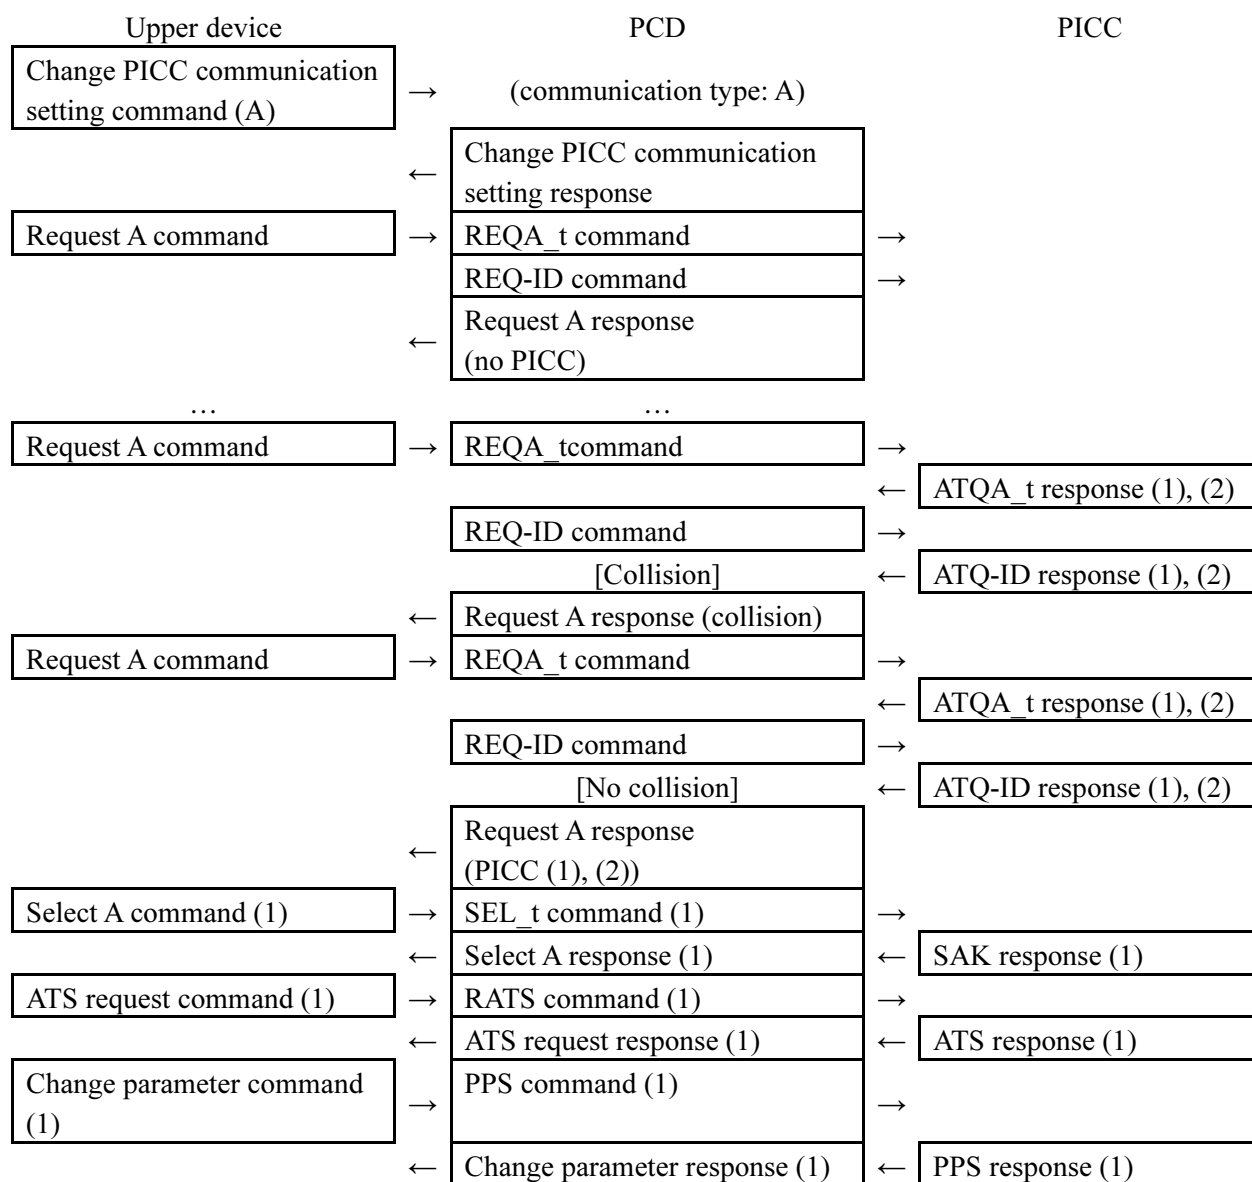 Upper device PCD PICC
Change PICC communication
setting command (A)
→ (communication type: A)
Change PICC communication
setting response
←
Request A command → REQA_t command →
REQ-ID command →
Request A response
(no PICC)
←
… …
Request A command → REQA_tcommand →
← ATQA_t response (1), (2)
REQ-ID command →
[Collision] ← ATQ-ID response (1), (2)
← Request A response (collision)
Request A command → REQA_t command →
← ATQA_t response (1), (2)
REQ-ID command →
[No collision] ← ATQ-ID response (1), (2)
Request A response
(PICC (1), (2))
←
Select A command (1) → SEL_t command (1) →
← Select A response (1) ← SAK response (1)
ATS request command (1) → RATS command (1) →
← ATS request response (1) ← ATS response (1)
Change parameter command
(1)
→ PPS command (1) →
← Change parameter response (1) ← PPS response (1)